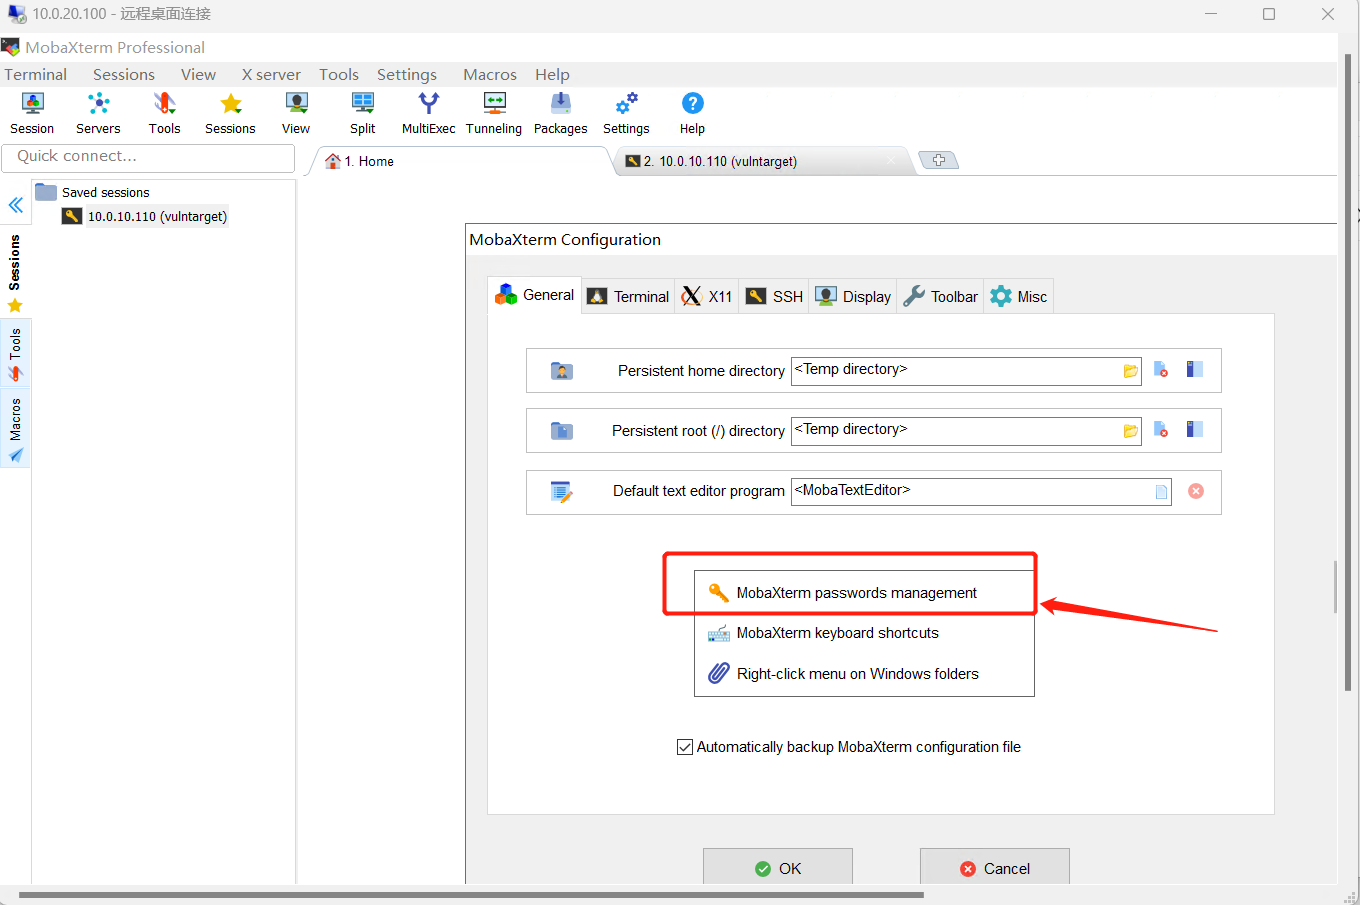 10.0.20.100 - 远程桌面连接
MobaXterm Professional
Terminal Sessions View X server Tools Settings Macros Help
Session Servers Tools Sessions View Split MultiExec Tunneling Packages Settings Help
Quick connect...
1. Home
2. 10.0.10.110 (vulntarget)
Saved sessions
10.0.10.110 (vulntarget)
Sessions
Tools
Macros
MobaXterm Configuration
General Terminal X11 SSH Display Toolbar Misc
Persistent home directory <Temp directory>
Persistent root (/) directory <Temp directory>
Default text editor program <MobaTextEditor>
MobaXterm passwords management
MobaXterm keyboard shortcuts
Right-click menu on Windows folders
Automatically backup MobaXterm configuration file
OK Cancel